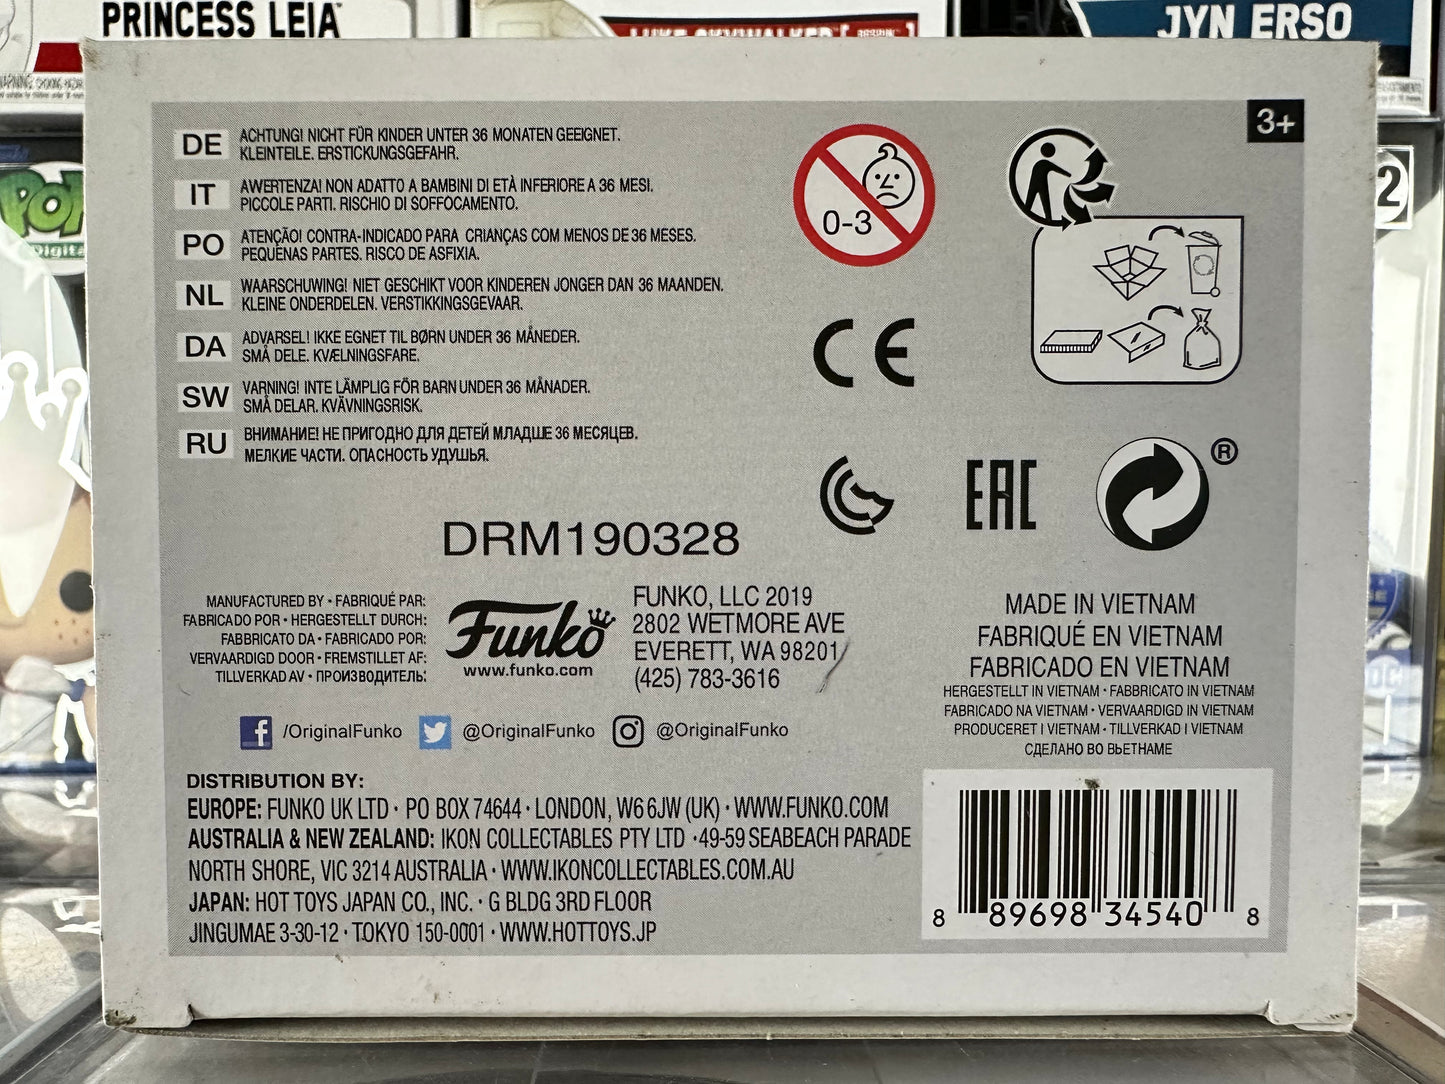 PRINCESS LEIA
LUKE SKYWALKER
JYN ERSO
3+
DE ACHTUNG! NICHT FÜR KINDER UNTER 36 MONATEN GEEIGNET.
KLEINTEILE. ERSTICKUNGSGEFAHR.
IT AWERTENZA! NON ADATTO A BAMBINI DI ETÀ INFERIORE A 36 MESI.
PICCOLE PARTI. RISCHIO DI SOFFOCAMENTO.
PO ATENÇÃO! CONTRA-INDICADO PARA CRIANÇAS COM MENOS DE 36 MESES.
PEQUENAS PARTES. RISCO DE ASFIXIA.
NL WAARSCHUWING! NIET GESCHIKT VOOR KINDEREN JONGER DAN 36 MAANDEN.
KLEINE ONDERDELEN. VERSTIKKINGSGEVAAR.
DA ADVARSEL! IKKE EGNET TIL BØRN UNDER 36 MÅNEDER.
SMÅ DELE. KVÆLNINGSFARE.
SW VARNING! INTE LÄMPLIG FÖR BARN UNDER 36 MÅNADER.
SMÅ DELAR. KVÄVNINGSRISK.
RU ВНИМАНИЕ! НЕ ПРИГОДНО ДЛЯ ДЕТЕЙ МЛАДШЕ 36 МЕСЯЦЕВ.
МЕЛКИЕ ЧАСТИ. ОПАСНОСТЬ УДУШЬЯ.
0-3
CE
EAC
®
DRM190328
MANUFACTURED BY • FABRIQUÉ PAR:
FABRICADO POR • HERGESTELLT DURCH:
FABBRICATO DA • FABRICADO POR:
VERVAARDIGD DOOR • FREMSTILLET AF:
TILLVERKAD AV • ПРОИЗВОДИТЕЛЬ:
Funko
www.funko.com
FUNKO, LLC 2019
2802 WETMORE AVE
EVERETT, WA 98201
(425) 783-3616
MADE IN VIETNAM
FABRIQUÉ EN VIETNAM
FABRICADO EN VIETNAM
HERGESTELLT IN VIETNAM • FABBRICATO IN VIETNAM
FABRICADO NA VIETNAM • VERVAARDIGD IN VIETNAM
PRODUCERET I VIETNAM • TILLVERKAD I VIETNAM
СДЕЛАНО ВО ВЬЕТНАМЕ
/OriginalFunko @OriginalFunko @OriginalFunko
DISTRIBUTION BY:
EUROPE: FUNKO UK LTD • PO BOX 74644 • LONDON, W6 6JW (UK) • WWW.FUNKO.COM
AUSTRALIA & NEW ZEALAND: IKON COLLECTABLES PTY LTD • 49-59 SEABEACH PARADE
NORTH SHORE, VIC 3214 AUSTRALIA • WWW.IKONCOLLECTABLES.COM.AU
JAPAN: HOT TOYS JAPAN CO., INC. • G BLDG 3RD FLOOR
JINGUMAE 3-30-12 • TOKYO 150-0001 • WWW.HOTTOYS.JP
8 89698 34540 8